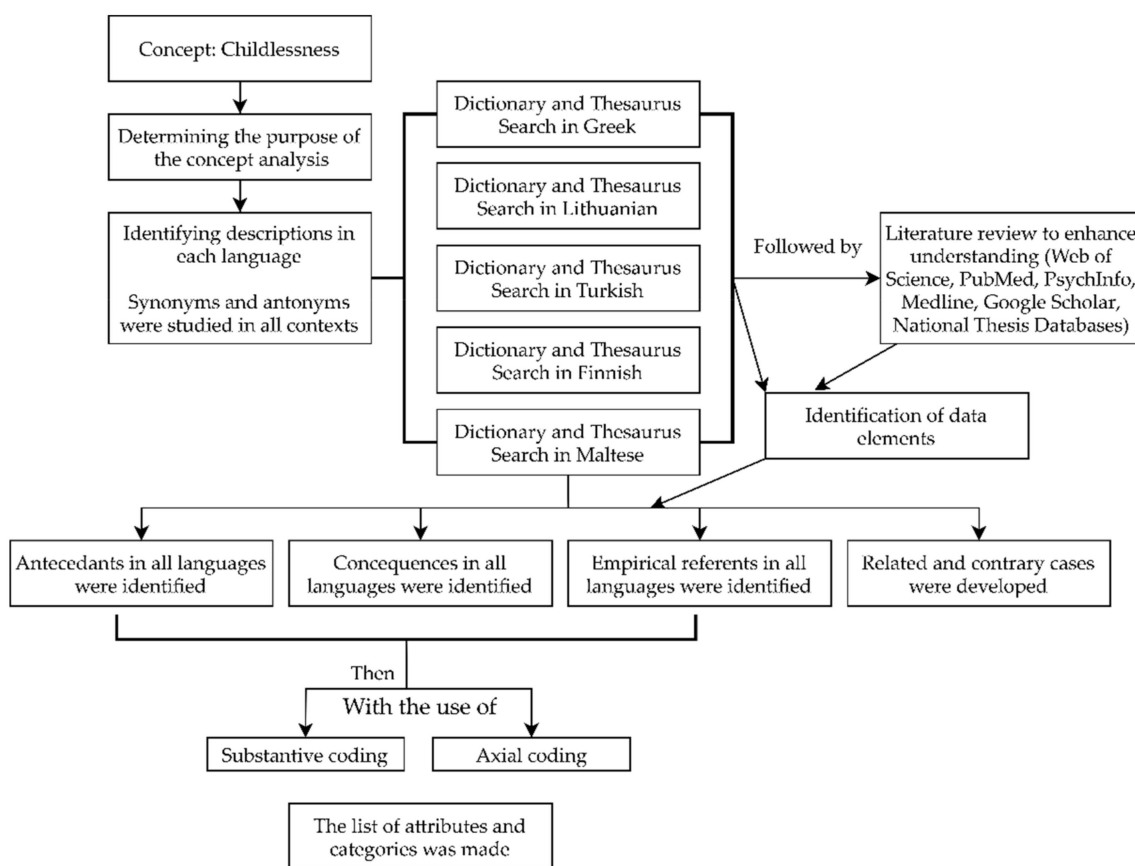 Concept: Childlessness
Determining the purpose of
the concept analysis
Identifying descriptions in
each language
Synonyms and antonyms
were studied in all contexts
Dictionary and Thesaurus
Search in Greek
Dictionary and Thesaurus
Search in Lithuanian
Dictionary and Thesaurus
Search in Turkish
Dictionary and Thesaurus
Search in Finnish
Dictionary and Thesaurus
Search in Maltese
Followed by
Literature review to enhance
understanding (Web of
Science, PubMed, PsychInfo,
Medline, Google Scholar,
National Thesis Databases)
Identification of data
elements
Antecedants in all languages
were identified
Concequences in all
languages were identified
Empirical referents in all
languages were identified
Related and contrary cases
were developed
Then
With the use of
Substantive coding
Axial coding
The list of attributes and
categories was made